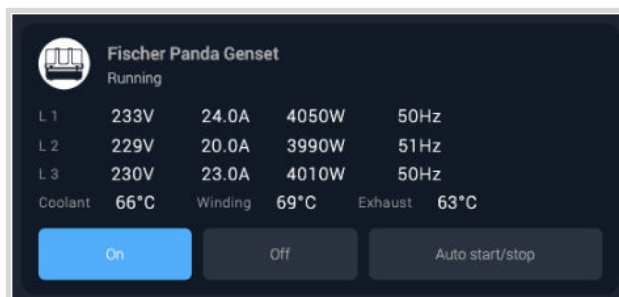 Fischer Panda Genset
Running
L 1 233V 24.0A 4050W 50Hz
L 2 229V 20.0A 3990W 51Hz
L 3 230V 23.0A 4010W 50Hz
Coolant 66°C Winding 69°C Exhaust 63°C
On Off Auto start/stop